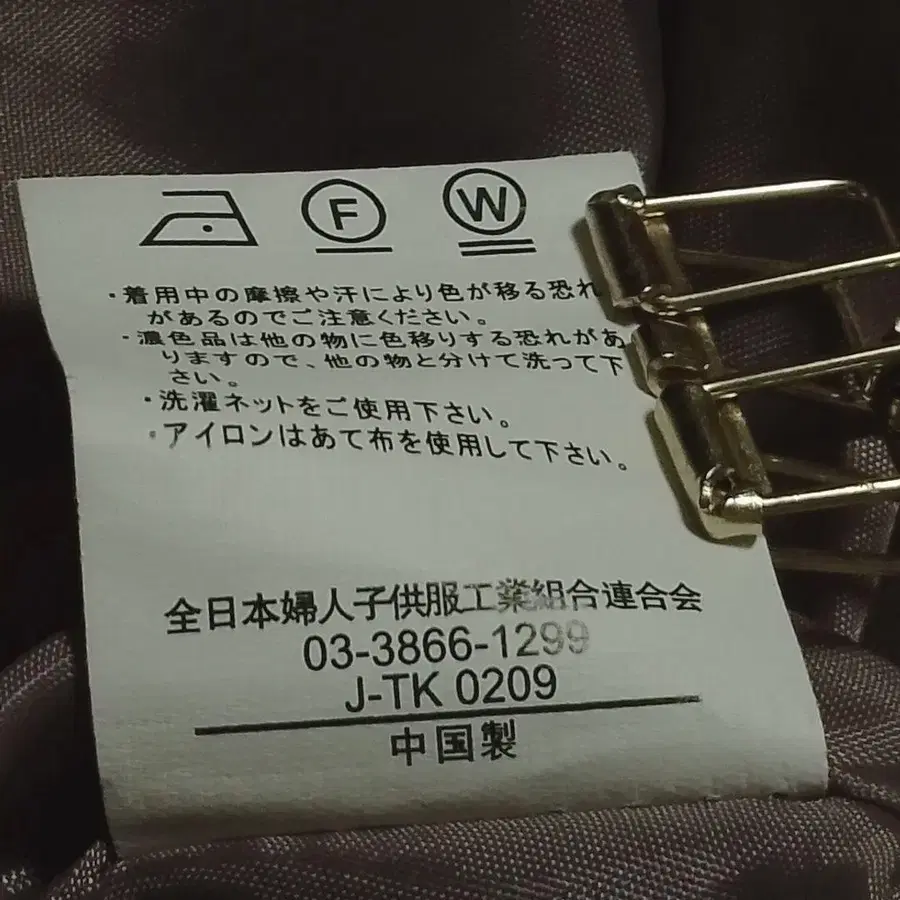 F W
・着用中の摩擦や汗により色が移る恐れ
があるのでご注意ください。
・濃色品は他の物に色移りする恐れがあ
りますので、他の物と分けて洗って下
さい。
・洗濯ネットをご使用下さい。
・アイロンはあて布を使用して下さい。
全日本婦人子供服工業組合連合会
03-3866-1299
J-TK 0209
中国製